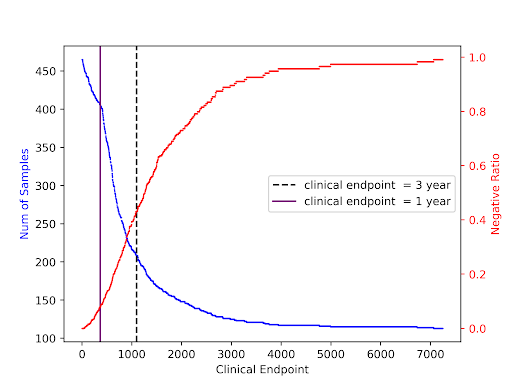 450
400
350
300
250
200
150
100
Num of Samples
1.0
0.8
0.6
0.4
0.2
0.0
Negative Ratio
clinical endpoint = 3 year
clinical endpoint = 1 year
0 1000 2000 3000 4000 5000 6000 7000
Clinical Endpoint